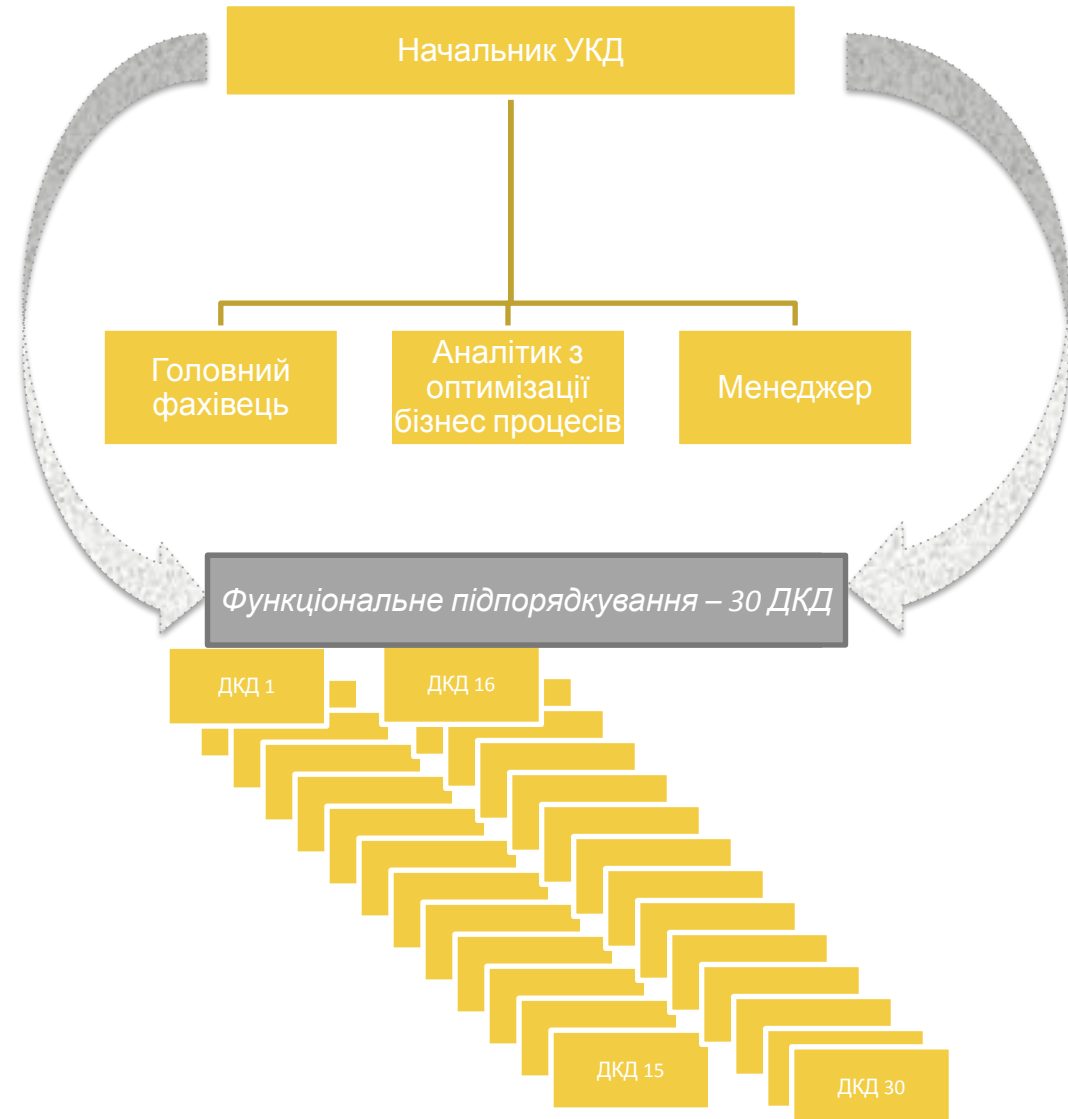 Начальник УКД
Головний
фахівець
Аналітик з
оптимізації
бізнес процесів
Менеджер
Функціональне підпорядкування – 30 ДКД
ДКД 1
ДКД 16
ДКД 15
ДКД 30